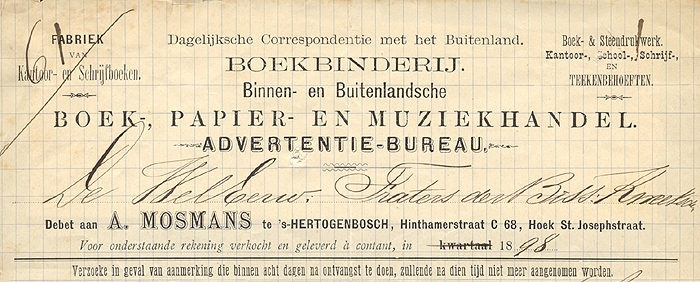 61
FABRIEK
VAN
Kantoor- en Schrijfboeken.
Dagelijksche Correspondentie met het Buitenland.
BOEKBINDERIJ.
Binnen- en Buitenlandsche
Boek- & Steendrukwerk.
Kantoor-, School-, Schrijf-
EN
TEEKENBEHOEFTEN.
BOEK-, PAPIER- EN MUZIEKHANDEL.
ADVERTENTIE-BUREAU.
De WelEerw: Fraters der Biss:
Debet aan A. MOSMANS te 's-HERTOGENBOSCH, Hinthamerstraat C 68, Hoek St. Josephstraat.
Voor onderstaande rekening verkocht en geleverd à contant, in kwartaal 1898.
Verzoeke in geval van aanmerking die binnen acht dagen na ontvangst te doen, zullende na dien tijd niet meer aangenomen worden.